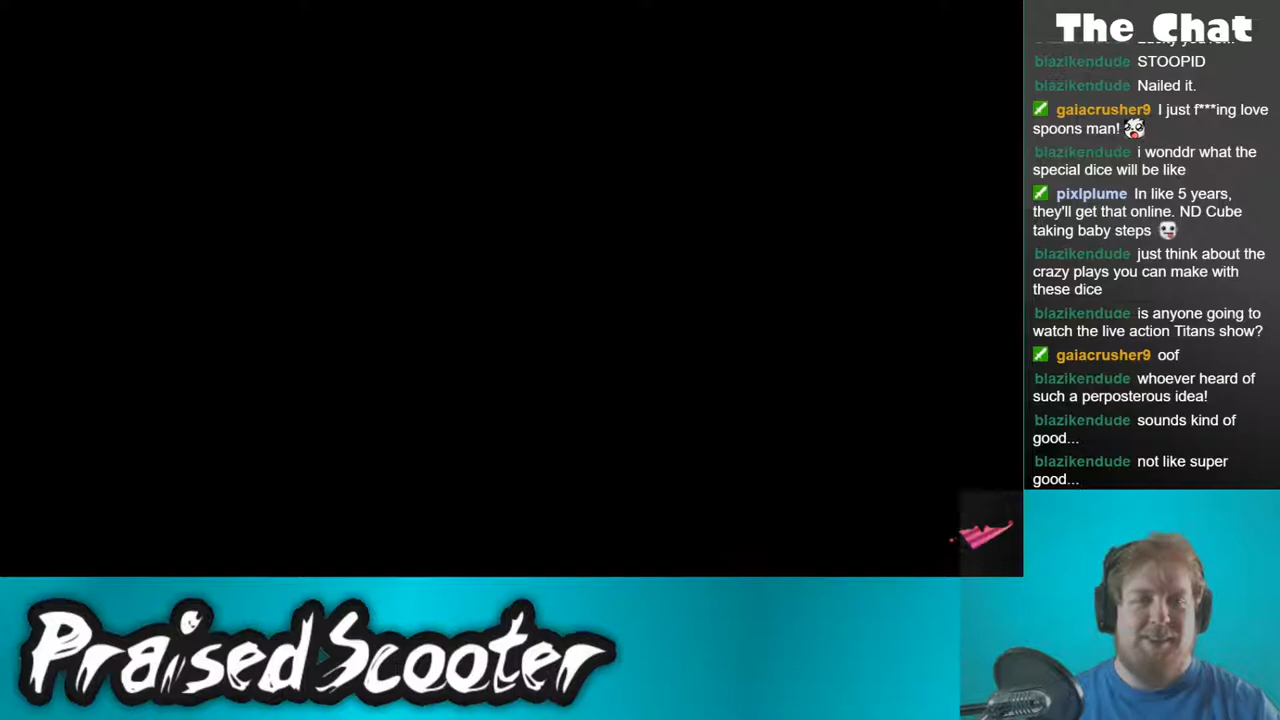 The Chat
blazikendude STOOPID
blazikendude Nailed it.
gaiacrusher9 I just f***ing love
spoons man!
blazikendude i wonddr what the
special dice will be like
pixlplume In like 5 years,
they'll get that online. ND Cube
taking baby steps
blazikendude just think about the
crazy plays you can make with
these dice
blazikendude is anyone going to
watch the live action Titans show?
gaiacrusher9 oof
blazikendude whoever heard of
such a perposterous idea!
blazikendude sounds kind of
good...
blazikendude not like super
good...
PraisedScooter